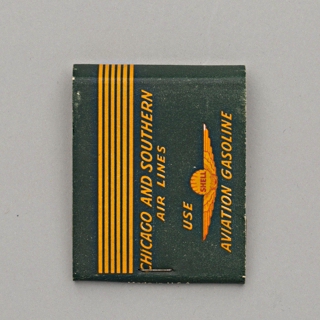 CHICAGO AND SOUTHERN
AIR LINES
USE
SHELL
AVIATION GASOLINE